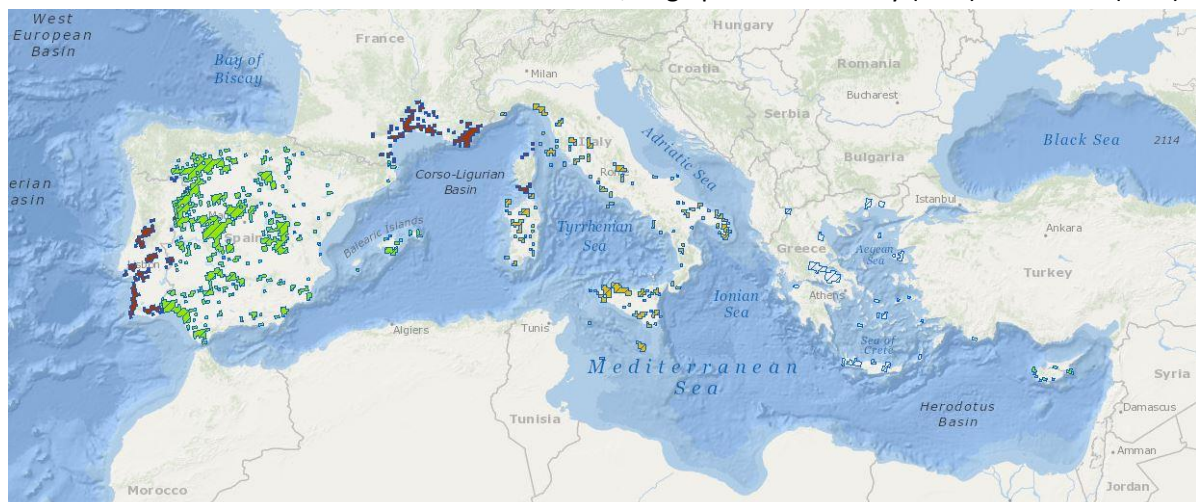 West
European
Basin
France
Bay of
Biscay
Milan
Hungary
Croatia
Romania
Bucharest
Serbia
Italy
Adriatic Sea
Black Sea
2114
Bulgaria
Istanbul
Corso-Ligurian
Basin
Balearic Islands
Spain
Tyrrhenian
Sea
Greece
Aegean
Sea
Ankara
Turkey
Athens
Ionian
Sea
Sea of
Crete
Algiers
Tunis
Mediterranean
Sea
Herodotus
Basin
Syria
Damascus
Amman
Tunisia
Morocco
Jordan